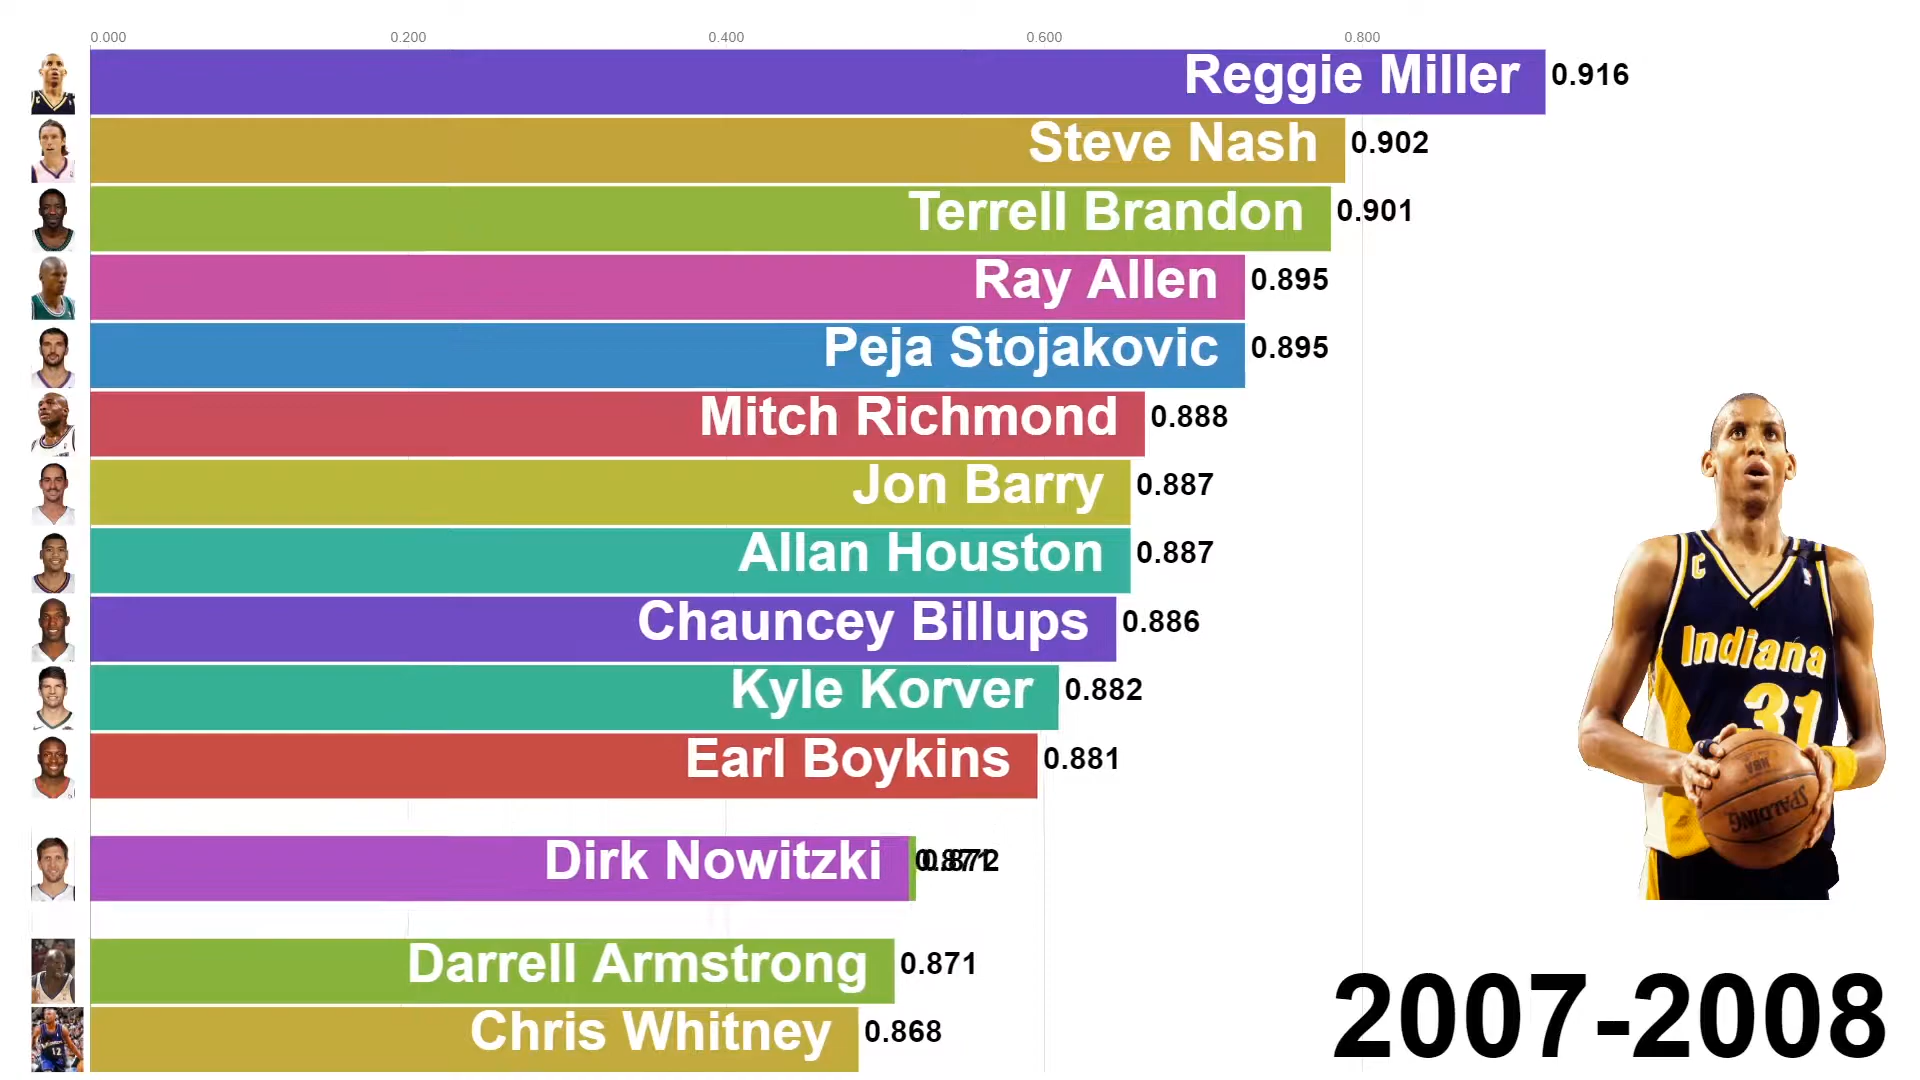 0.000 0.200 0.400 0.600 0.800
Reggie Miller 0.916
Steve Nash 0.902
Terrell Brandon 0.901
Ray Allen 0.895
Peja Stojakovic 0.895
Mitch Richmond 0.888
Jon Barry 0.887
Allan Houston 0.887
Chauncey Billups 0.886
Kyle Korver 0.882
Earl Boykins 0.881
Dirk Nowitzki
Darrell Armstrong 0.871
Chris Whitney 0.868
Indiana
31
SPALDING
2007-2008